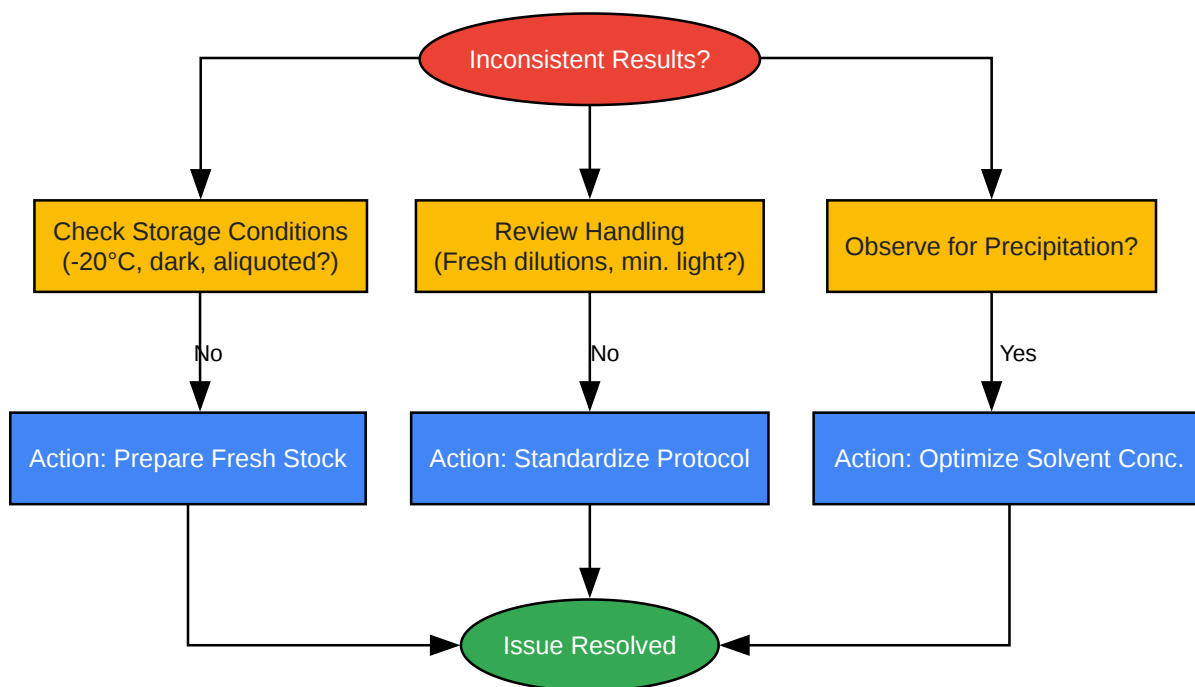 Inconsistent Results?
Check Storage Conditions
(-20°C, dark, aliquoted?)
Review Handling
(Fresh dilutions, min. light?)
Observe for Precipitation?
No
No
Yes
Action: Prepare Fresh Stock
Action: Standardize Protocol
Action: Optimize Solvent Conc.
Issue Resolved